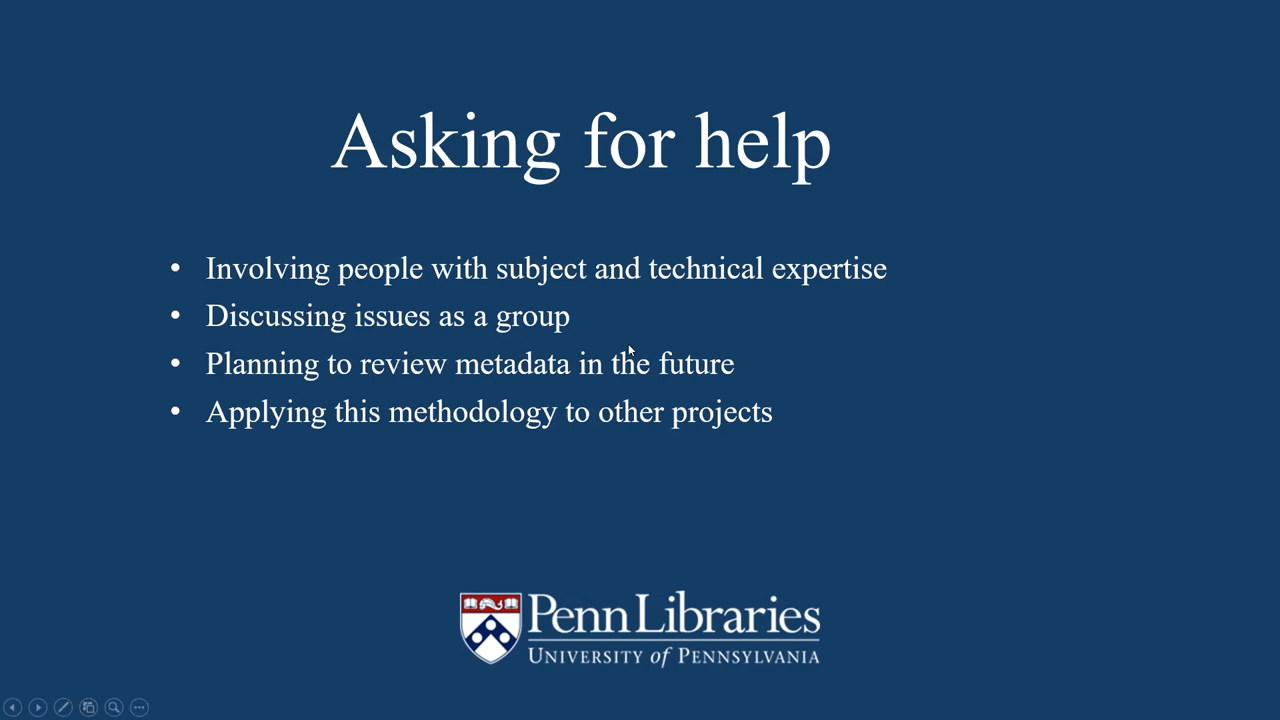 Asking for help
• Involving people with subject and technical expertise
• Discussing issues as a group
• Planning to review metadata in the future
• Applying this methodology to other projects
Penn Libraries
UNIVERSITY of PENNSYLVANIA